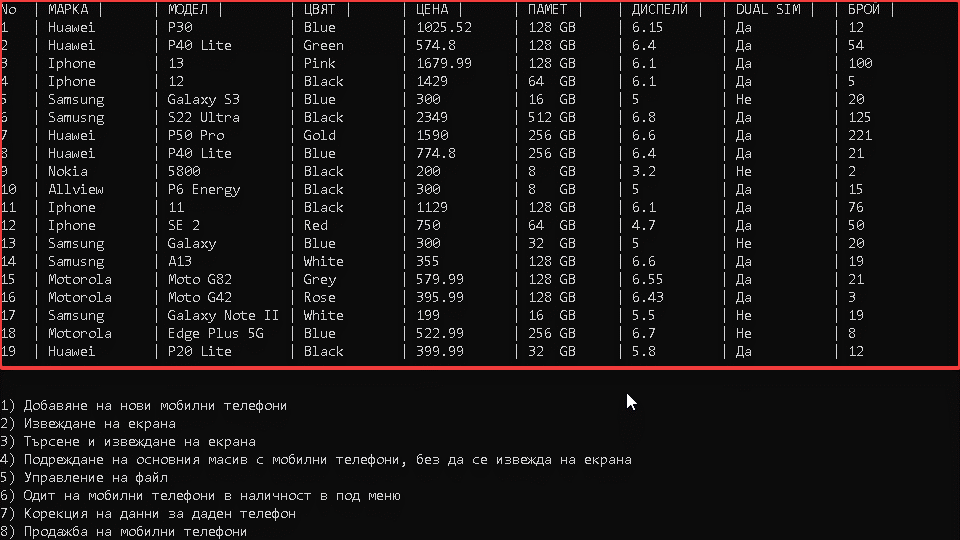 No | МАРКА | | МОДЕЛ | | ЦВЯТ | | ЦЕНА | | ПАМЕТ | | ДИСПЕЛИ | | DUAL SIM | | БРОЙ |
1 | Huawei | P30 | Blue | 1025.52 | 128 GB | 6.15 | Да | 12
2 | Huawei | P40 Lite | Green | 574.8 | 128 GB | 6.4 | Да | 54
3 | Iphone | 13 | Pink | 1679.99 | 128 GB | 6.1 | Да | 100
4 | Iphone | 12 | Black | 1429 | 64 GB | 6.1 | Да | 5
5 | Samsung | Galaxy S3 | Blue | 300 | 16 GB | 5 | Не | 20
6 | Samusng | S22 Ultra | Black | 2349 | 512 GB | 6.8 | Да | 125
7 | Huawei | P50 Pro | Gold | 1590 | 256 GB | 6.6 | Да | 221
8 | Huawei | P40 Lite | Blue | 774.8 | 256 GB | 6.4 | Да | 21
9 | Nokia | 5800 | Black | 200 | 8 GB | 3.2 | Не | 2
10 | Allview | P6 Energy | Black | 300 | 8 GB | 5 | Да | 15
11 | Iphone | 11 | Black | 1129 | 128 GB | 6.1 | Да | 76
12 | Iphone | SE 2 | Red | 750 | 64 GB | 4.7 | Да | 50
13 | Samsung | Galaxy | Blue | 300 | 32 GB | 5 | Не | 20
14 | Samsung | A13 | White | 355 | 128 GB | 6.6 | Да | 19
15 | Motorola | Moto G82 | Grey | 579.99 | 128 GB | 6.55 | Да | 21
16 | Motorola | Moto G42 | Rose | 395.99 | 128 GB | 6.43 | Да | 3
17 | Samsung | Galaxy Note II | White | 199 | 16 GB | 5.5 | Не | 19
18 | Motorola | Edge Plus 5G | Blue | 522.99 | 256 GB | 6.7 | Не | 8
19 | Huawei | P20 Lite | Black | 399.99 | 32 GB | 5.8 | Да | 12
1) Добавяне на нови мобилни телефони
2) Извеждане на екрана
3) Търсене и извеждане на екрана
4) Подреждане на основния масив с мобилни телефони, без да се извежда на екрана
5) Управление на файл
6) Одит на мобилни телефони в наличност в под меню
7) Корекция на данни за даден телефон
8) Продажба на мобилни телефони